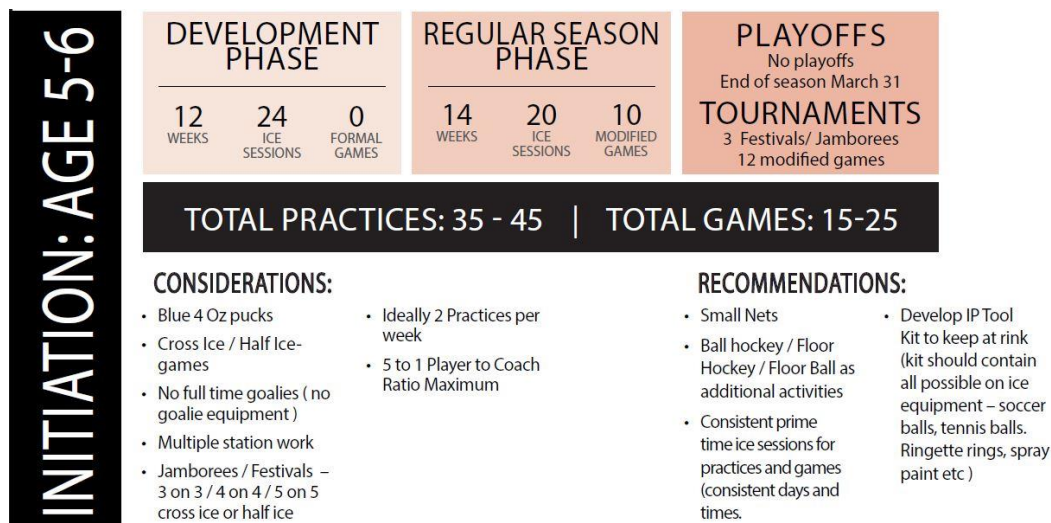 INITIATION: AGE 5-6
DEVELOPMENT
PHASE
12
WEEKS
24
ICE
SESSIONS
0
FORMAL
GAMES
REGULAR SEASON
PHASE
14
WEEKS
20
ICE
SESSIONS
10
MODIFIED
GAMES
PLAYOFFS
No playoffs
End of season March 31
TOURNAMENTS
3 Festivals/ Jamborees
12 modified games
TOTAL PRACTICES: 35 - 45 | TOTAL GAMES: 15-25
CONSIDERATIONS:
• Blue 4 Oz pucks
• Cross Ice / Half Ice-
games
• No full time goalies ( no
goalie equipment )
• Multiple station work
• Jamborees / Festivals –
3 on 3 / 4 on 4 / 5 on 5
cross ice or half ice
• Ideally 2 Practices per
week
• 5 to 1 Player to Coach
Ratio Maximum
RECOMMENDATIONS:
• Small Nets
• Ball hockey / Floor
Hockey / Floor Ball as
additional activities
• Consistent prime
time ice sessions for
practices and games
(consistent days and
times.
• Develop IP Tool
Kit to keep at rink
(kit should contain
all possible on ice
equipment – soccer
balls, tennis balls.
Ringette rings, spray
paint etc )